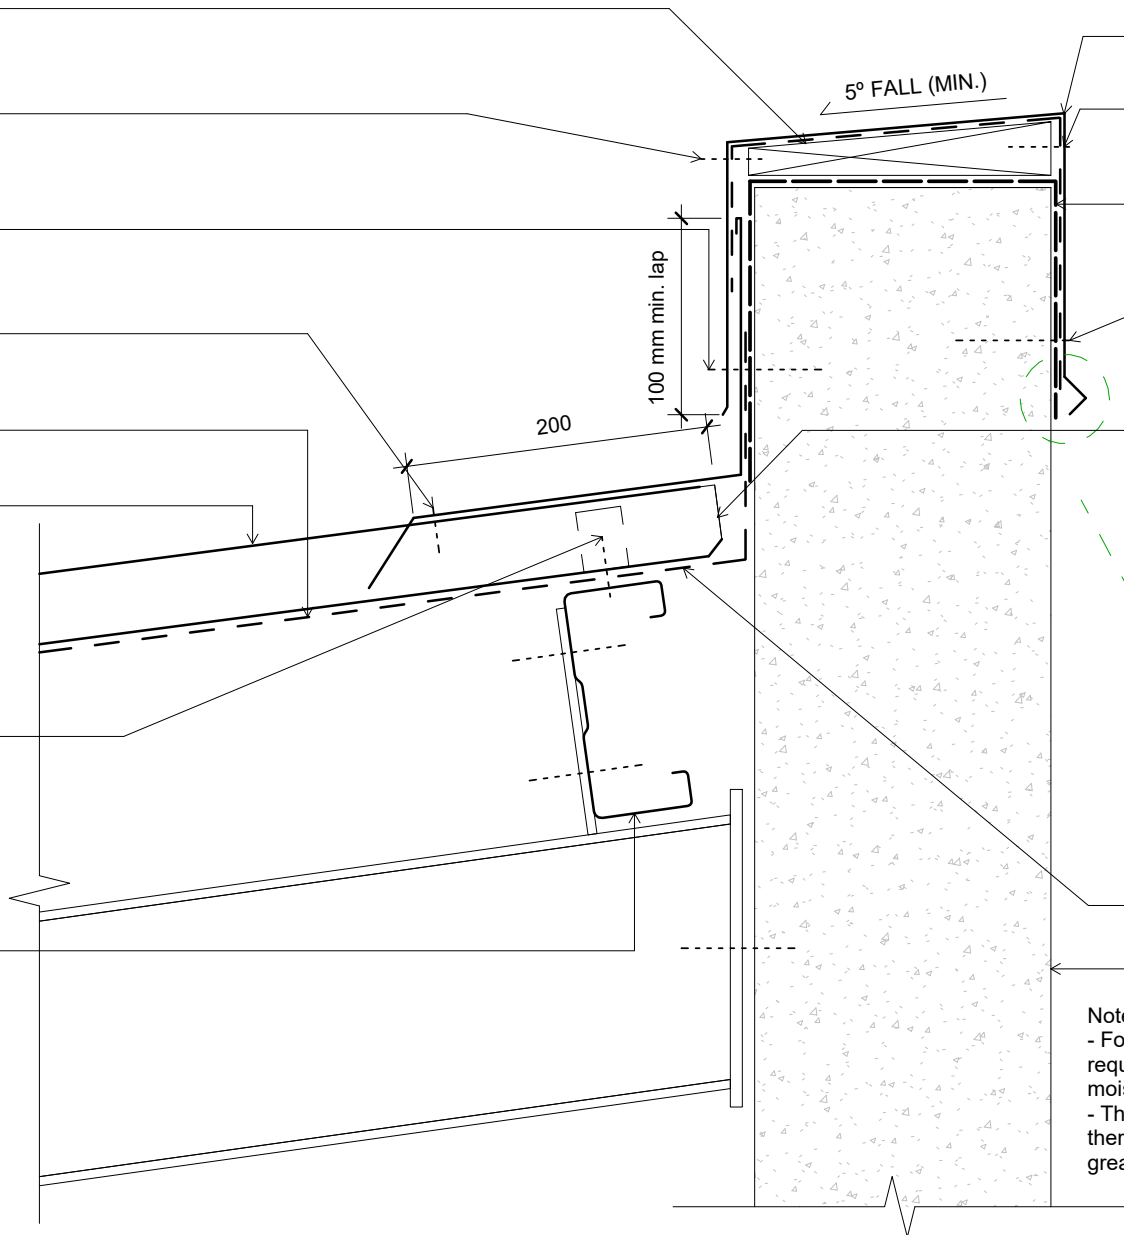 5º FALL (MIN.)
100 mm min. lap
200
Note
- Fo
requ
mois
- Th
ther
grea